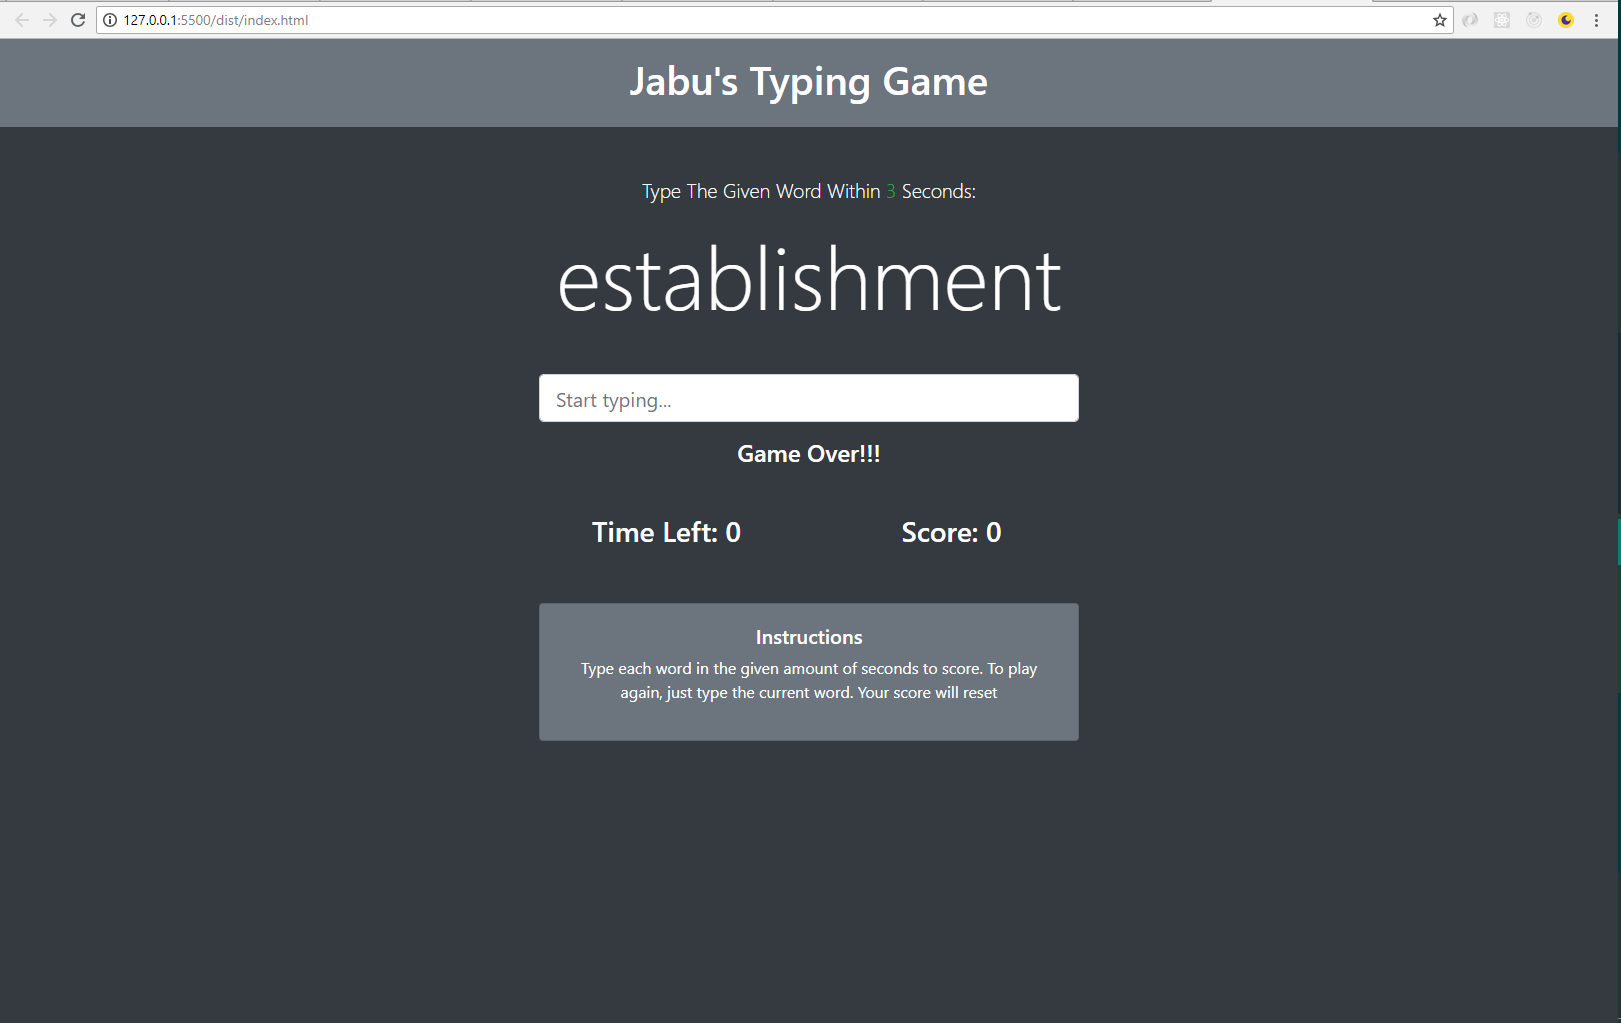 127.0.0.1:5500/dist/index.html
Jabu's Typing Game
Type The Given Word Within 3 Seconds:
establishment
Start typing...
Game Over!!!
Time Left: 0 Score: 0
Instructions
Type each word in the given amount of seconds to score. To play
again, just type the current word. Your score will reset